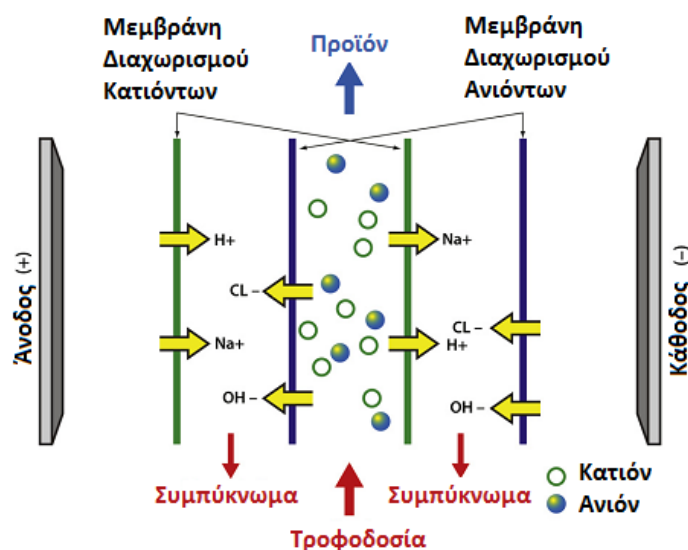 Μεμβράνη
Διαχωρισμού
Κατιόντων
Προϊόν
Μεμβράνη
Διαχωρισμού
Ανιόντων
Άνοδος (+)
H+
Na+
CL –
CL –
Na+
H+
OH –
OH –
Κάθοδος (–)
Συμπύκνωμα
Συμπύκνωμα
Κατιόν
Ανιόν
Τροφοδοσία